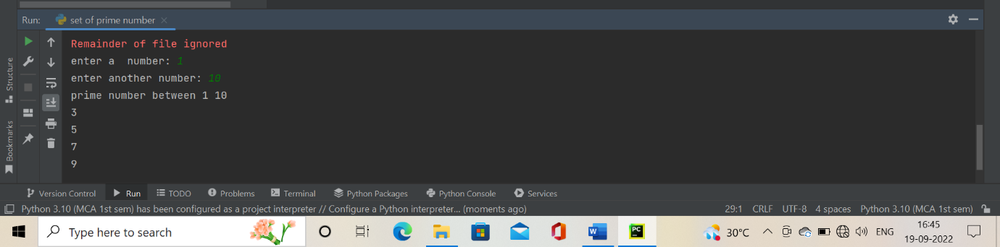 Run: set of prime number
Remainder of file ignored
enter a  number: 1
enter another number: 10
prime number between 1 10
3
5
7
9
Structure
Bookmarks
Version Control Run TODO Problems Terminal Python Packages Python Console Services
Python 3.10 (MCA 1st sem) has been configured as a project interpreter // Configure a Python interpreter... (moments ago) 29:1 CRLF UTF-8 4 spaces Python 3.10 (MCA 1st sem)
Type here to search 30°C ENG 16:45
19-09-2022